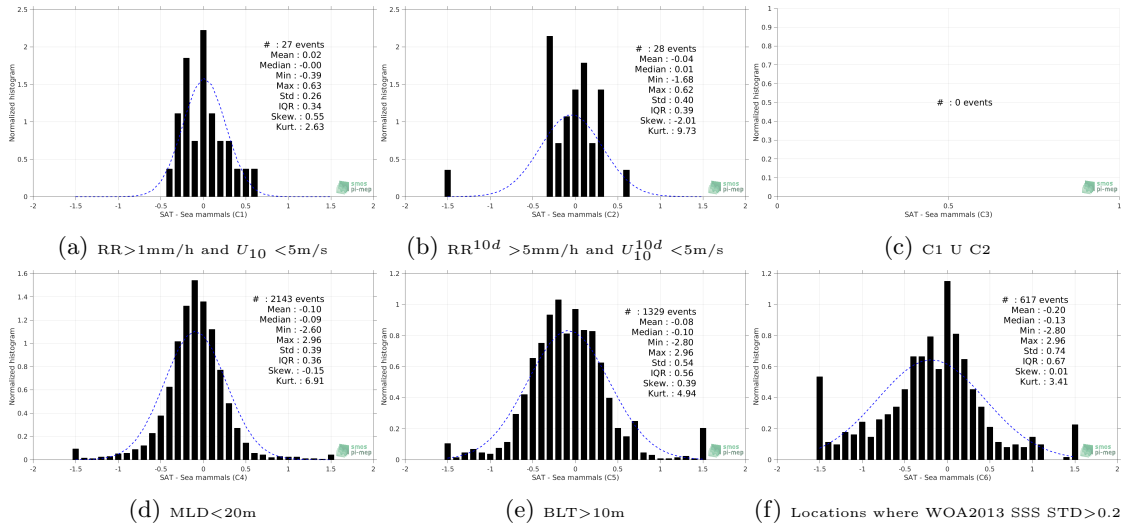 2.5
2
1.5
1
0.5
0
Normalized histogram
-2 -1.5 -1 -0.5 0 0.5 1 1.5 2
SAT - Sea mammals (C1)
# : 27 events
Mean : 0.02
Median : -0.00
Min : -0.39
Max : 0.63
Std : 0.26
IQR : 0.34
Skew. : 0.55
Kurt. : 2.63
smos
pi-mep
(a) RR>1mm/h and U10 <5m/s
2.5
2
1.5
1
0.5
0
Normalized histogram
-2 -1.5 -1 -0.5 0 0.5 1 1.5 2
SAT - Sea mammals (C2)
# : 28 events
Mean : -0.04
Median : 0.01
Min : -1.68
Max : 0.62
Std : 0.40
IQR : 0.39
Skew. : -2.01
Kurt. : 9.73
smos
pi-mep
(b) RR10d >5mm/h and U10d10 <5m/s
1
0.9
0.8
0.7
0.6
0.5
0.4
0.3
0.2
0.1
0
Normalized histogram
0 0.5 1
SAT - Sea mammals (C3)
# : 0 events
smos
pi-mep
(c) C1 U C2
1.6
1.4
1.2
1
0.8
0.6
0.4
0.2
0
Normalized histogram
-2 -1.5 -1 -0.5 0 0.5 1 1.5 2
SAT - Sea mammals (C4)
# : 2143 events
Mean : -0.10
Median : -0.09
Min : -2.60
Max : 2.96
Std : 0.39
IQR : 0.36
Skew. : -0.15
Kurt. : 6.91
smos
pi-mep
(d) MLD<20m
1.2
1
0.8
0.6
0.4
0.2
0
Normalized histogram
-2 -1.5 -1 -0.5 0 0.5 1 1.5 2
SAT - Sea mammals (C5)
# : 1329 events
Mean : -0.08
Median : -0.10
Min : -2.80
Max : 2.96
Std : 0.54
IQR : 0.56
Skew. : 0.39
Kurt. : 4.94
smos
pi-mep
(e) BLT>10m
1.2
1
0.8
0.6
0.4
0.2
0
Normalized histogram
-2 -1.5 -1 -0.5 0 0.5 1 1.5 2
SAT - Sea mammals (C6)
# : 617 events
Mean : -0.20
Median : -0.13
Min : -2.80
Max : 2.96
Std : 0.74
IQR : 0.67
Skew. : 0.01
Kurt. : 3.41
smos
pi-mep
(f) Locations where WOA2013 SSS STD>0.2